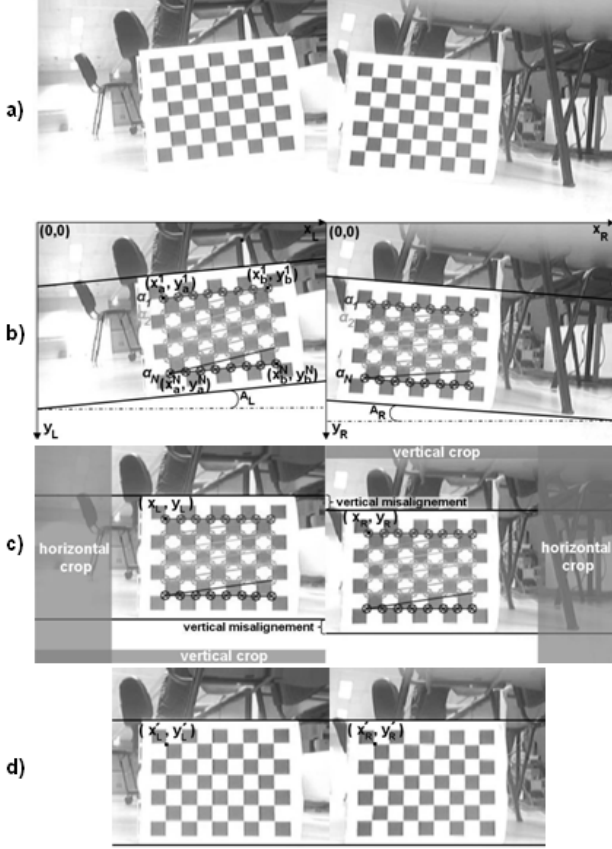 a)
b)
(0,0)
x_L
(0,0)
x_R
(x_a^1, y_a^1)
(x_b^1, y_b^1)
α_1
α_2
α_N
(x_a^N, y_a^N)
(x_b^N, y_b^N)
A_L
y_L
α_1
α_2
α_N
A_R
y_R
c)
vertical crop
(x_L, y_L)
vertical misalignement
(x_R, y_R)
horizontal
crop
horizontal
crop
vertical misalignement
vertical crop
d)
(x'_L, y'_L)
(x'_R, y'_R)